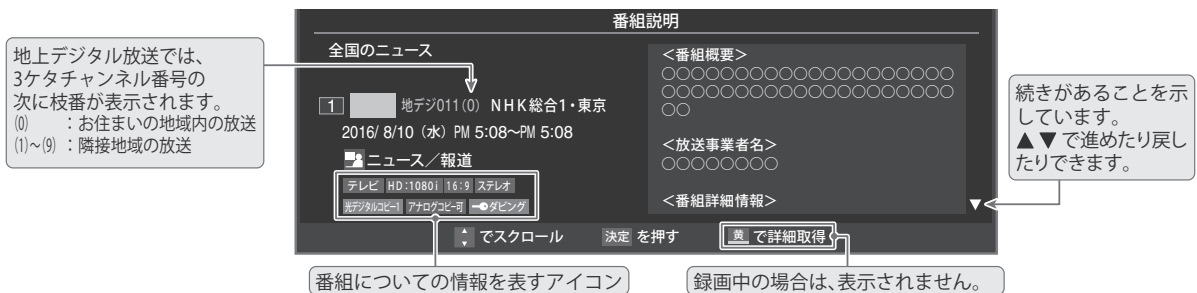 番組説明
地上デジタル放送では、
3ケタチャンネル番号の
次に枝番が表示されます。
⑼ ：お住まいの地域内の放送
⑴～⑼ ：隣接地域の放送
全国のニュース
1 地デジ011(0) NHK総合1・東京
2016/ 8/10 (水) PM 5:08～PM 5:08
ニュース／報道
テレビ HD:1080i 16:9 ステレオ
光デジタルコピー1 アナログコピー可 ダビング
<番組概要>
○○○○○○○○○○○○○○○○○○○○
○○○○○○○○○○○○○○○○○○○○
○○
<放送事業者名>
○○○○○○○○
<番組詳細情報>
▼
続きがあることを示
しています。
▲▼で進めたり戻し
たりできます。
でスクロール 決定 を押す 黄 で詳細取得
番組についての情報を表すアイコン
録画中の場合は、表示されません。